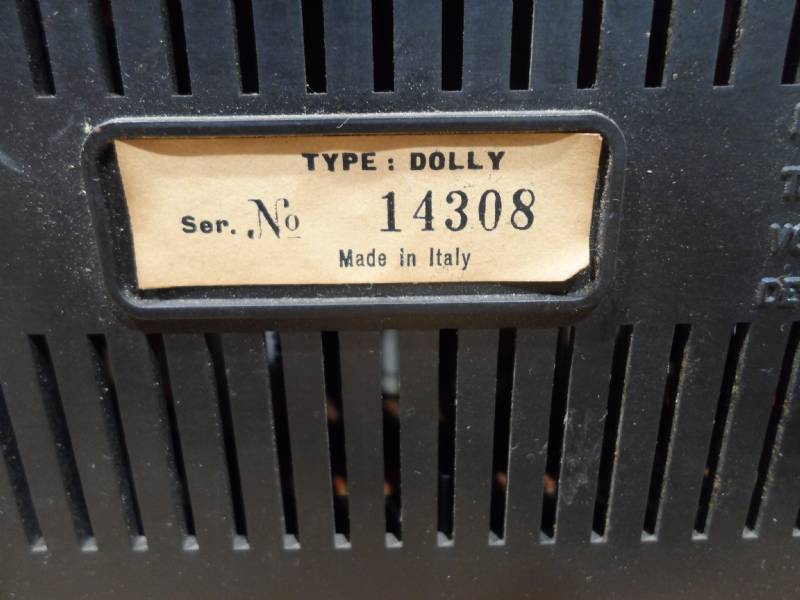 TYPE: DOLLY
Ser. No 14308
Made in Italy